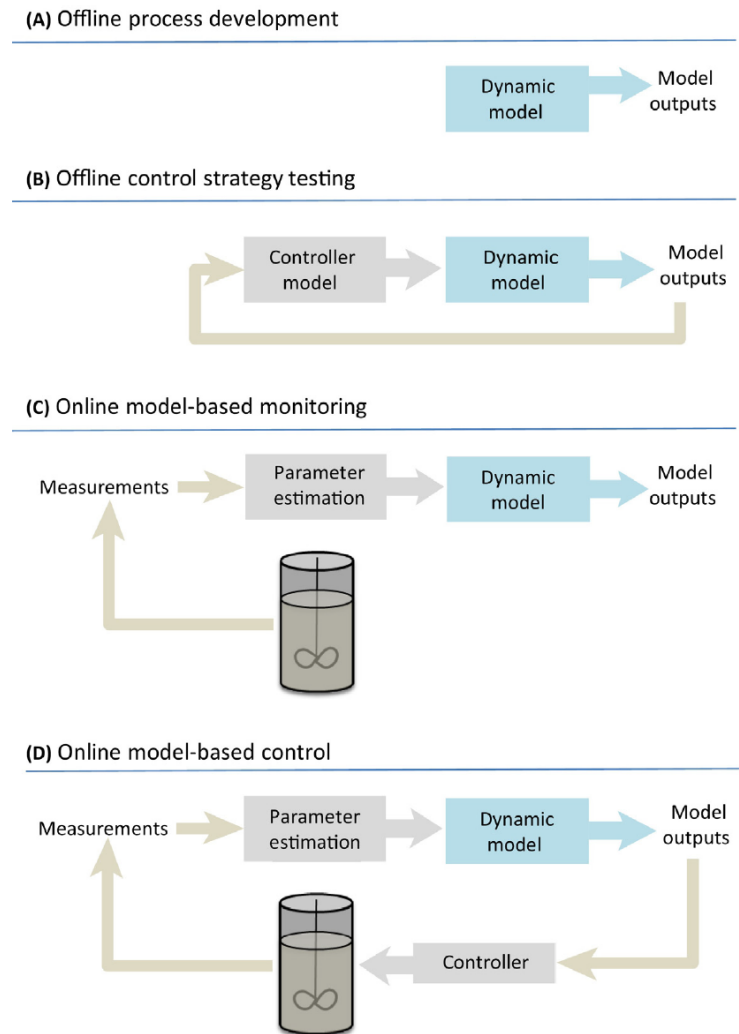 (A) Offline process development
Dynamic
model
Model
outputs
(B) Offline control strategy testing
Controller
model
Dynamic
model
Model
outputs
(C) Online model-based monitoring
Measurements
Parameter
estimation
Dynamic
model
Model
outputs
(D) Online model-based control
Measurements
Parameter
estimation
Dynamic
model
Model
outputs
Controller